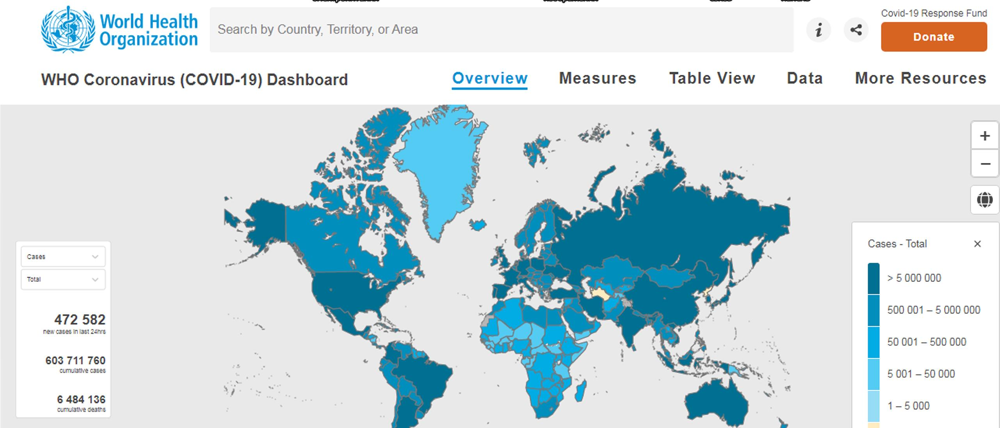 World Health
Organization
Search by Country, Territory, or Area
i
Covid-19 Response Fund
Donate
WHO Coronavirus (COVID-19) Dashboard
Overview
Measures
Table View
Data
More Resources
+
−
Cases
Total
472 582
new cases in last 24hrs
603 711 760
cumulative cases
6 484 136
cumulative deaths
Cases - Total
> 5 000 000
500 001 – 5 000 000
50 001 – 500 000
5 001 – 50 000
1 – 5 000